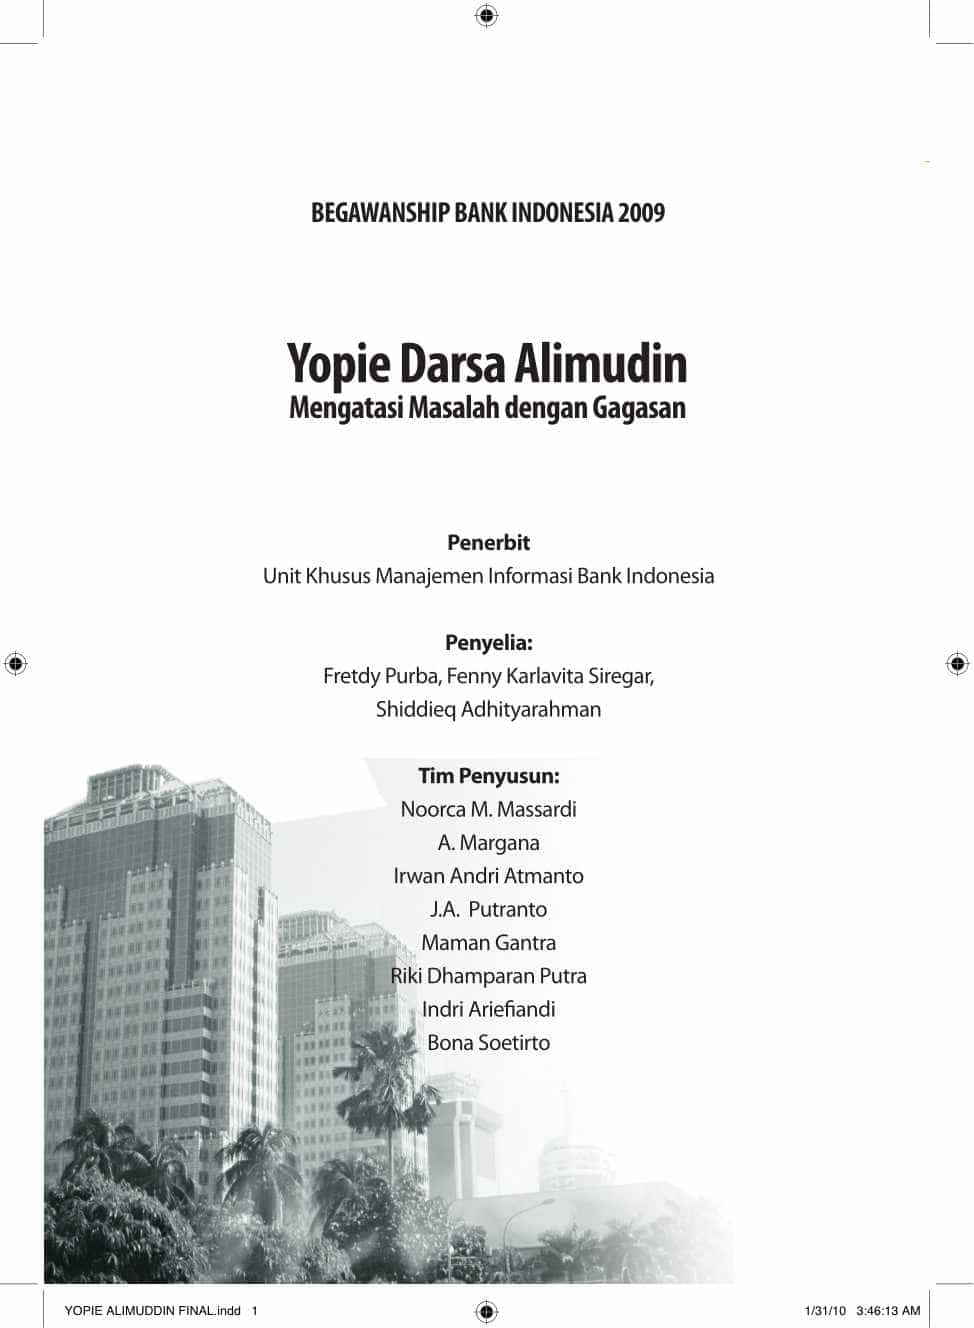 BEGAWANSHIP BANK INDONESIA 2009
Yopie Darsa Alimudin
Mengatasi Masalah dengan Gagasan
Penerbit
Unit Khusus Manajemen Informasi Bank Indonesia
Penyelia:
Fretdy Purba, Fenny Karlavita Siregar,
Shiddieq Adhityarahman
Tim Penyusun:
Noorca M. Massardi
A. Margana
Irwan Andri Atmanto
J.A. Putranto
Maman Gantra
Riki Dhamparan Putra
Indri Ariefiandi
Bona Soetirto
YOPIE ALIMUDDIN FINAL.indd 1
1/31/10 3:46:13 AM